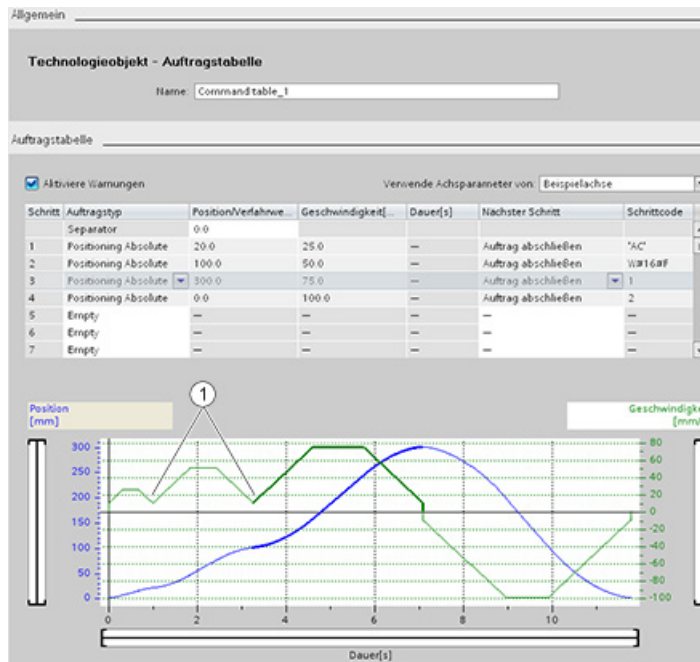 Allgemein
Technologieobjekt - Auftragstabelle
Name: Command table_1
Auftragstabelle
Aktiviere Warnungen Verwende Achsparameter von: Beispielachse
Schritt Auftragstyp Position/Verfahrwe... Geschwindigkeit[... Dauer[s] Nächster Schritt Schrittcode
Separator 0.0
1 Positioning Absolute 20.0 25.0 — Auftrag abschließen "AC"
2 Positioning Absolute 100.0 50.0 — Auftrag abschließen W#16#F
3 Positioning Absolute 300.0 75.0 — Auftrag abschließen 1
4 Positioning Absolute 0.0 100.0 — Auftrag abschließen 2
5 Empty — — — — —
6 Empty — — — — —
7 Empty — — — — —
1
Position
[mm]
Geschwindigke
[mm/
300
250
200
150
100
50
0
80
60
40
20
0
-20
-40
-60
-80
-100
0 2 4 6 8 10
Dauer[s]